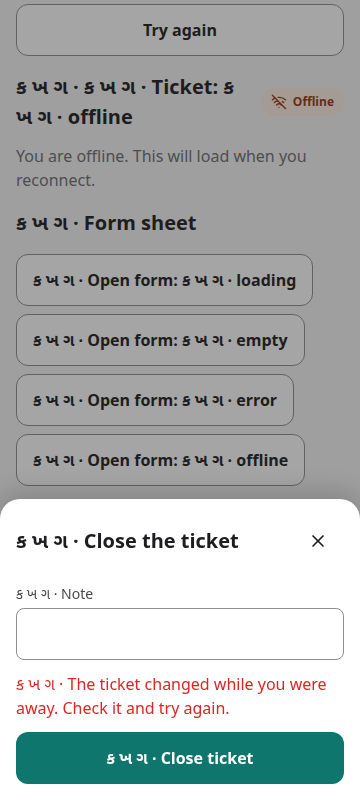 Try again
ક ખ ગ · ક ખ ગ · Ticket: ક
ખ ગ · offline
Offline
You are offline. This will load when you
reconnect.
ક ખ ગ · Form sheet
ક ખ ગ · Open form: ક ખ ગ · loading
ક ખ ગ · Open form: ક ખ ગ · empty
ક ખ ગ · Open form: ક ખ ગ · error
ક ખ ગ · Open form: ક ખ ગ · offline
ક ખ ગ · Close the ticket
ક ખ ગ · Note
ક ખ ગ · The ticket changed while you were
away. Check it and try again.
ક ખ ગ · Close ticket